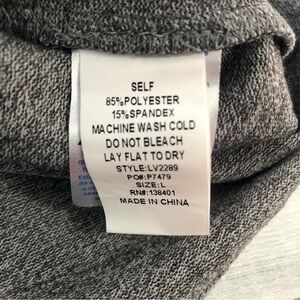 SELF
85%POLYESTER
15%SPANDEX
MACHINE WASH COLD
DO NOT BLEACH
LAY FLAT TO DRY
STYLE:LV2289
PO#:P7479
SIZE:L
RN#:138401
MADE IN CHINA